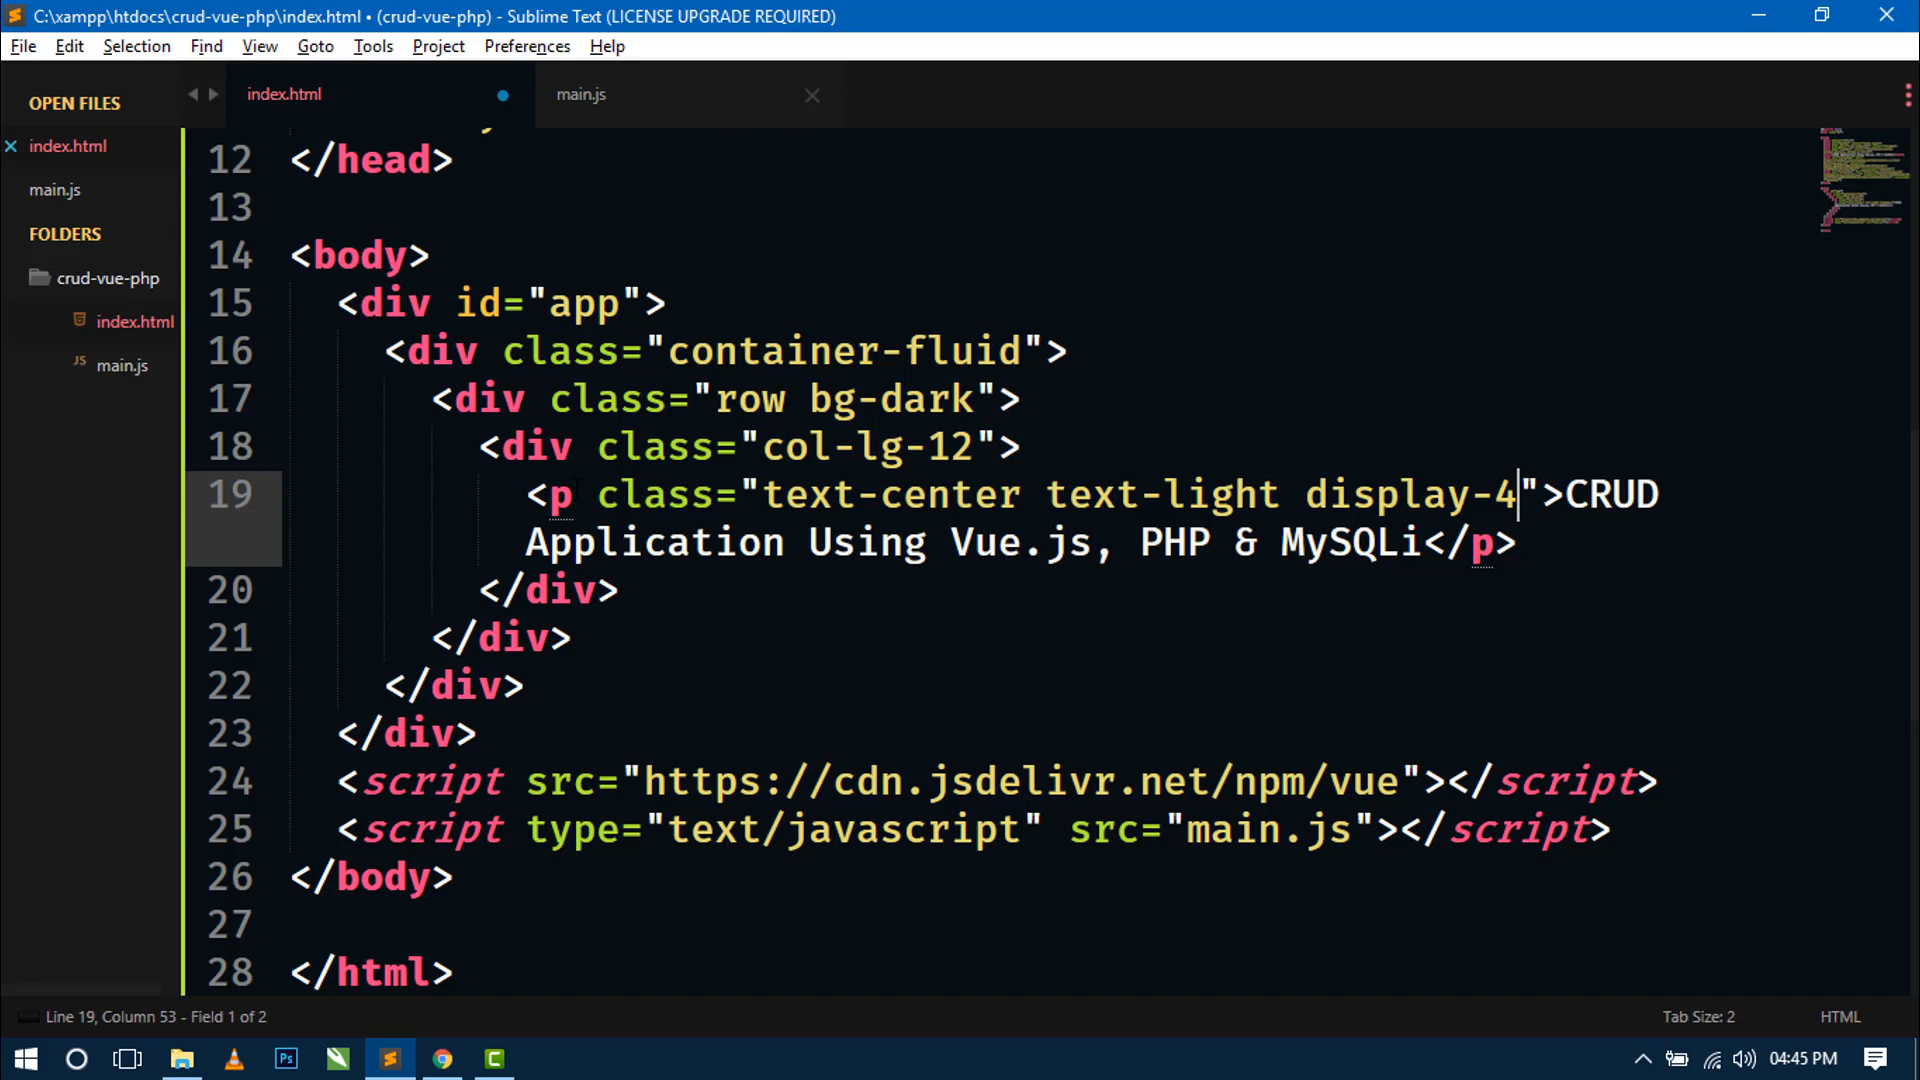 C:\xampp\htdocs\crud-vue-php\index.html • (crud-vue-php) - Sublime Text (LICENSE UPGRADE REQUIRED)
File Edit Selection Find View Goto Tools Project Preferences Help
OPEN FILES
index.html
main.js
FOLDERS
crud-vue-php
index.html
main.js
index.html
main.js
12 </head>
13
14 <body>
15 <div id="app">
16 <div class="container-fluid">
17 <div class="row bg-dark">
18 <div class="col-lg-12">
19 <p class="text-center text-light display-4">CRUD
Application Using Vue.js, PHP & MySQLi</p>
20 </div>
21 </div>
22 </div>
23 </div>
24 <script src="https://cdn.jsdelivr.net/npm/vue"></script>
25 <script type="text/javascript" src="main.js"></script>
26 </body>
27
28 </html>
Line 19, Column 53 - Field 1 of 2
Tab Size: 2
HTML
Ps
04:45 PM